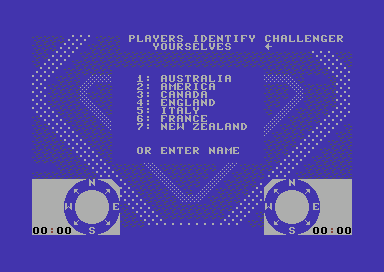 PLAYERS IDENTIFY CHALLENGER
YOURSELVES ←
1: AUSTRALIA
2: AMERICA
3: CANADA
4: ENGLAND
5: ITALY
6: FRANCE
7: NEW ZEALAND
OR ENTER NAME
N
W E
S
00:00
N
W E
S
00:00